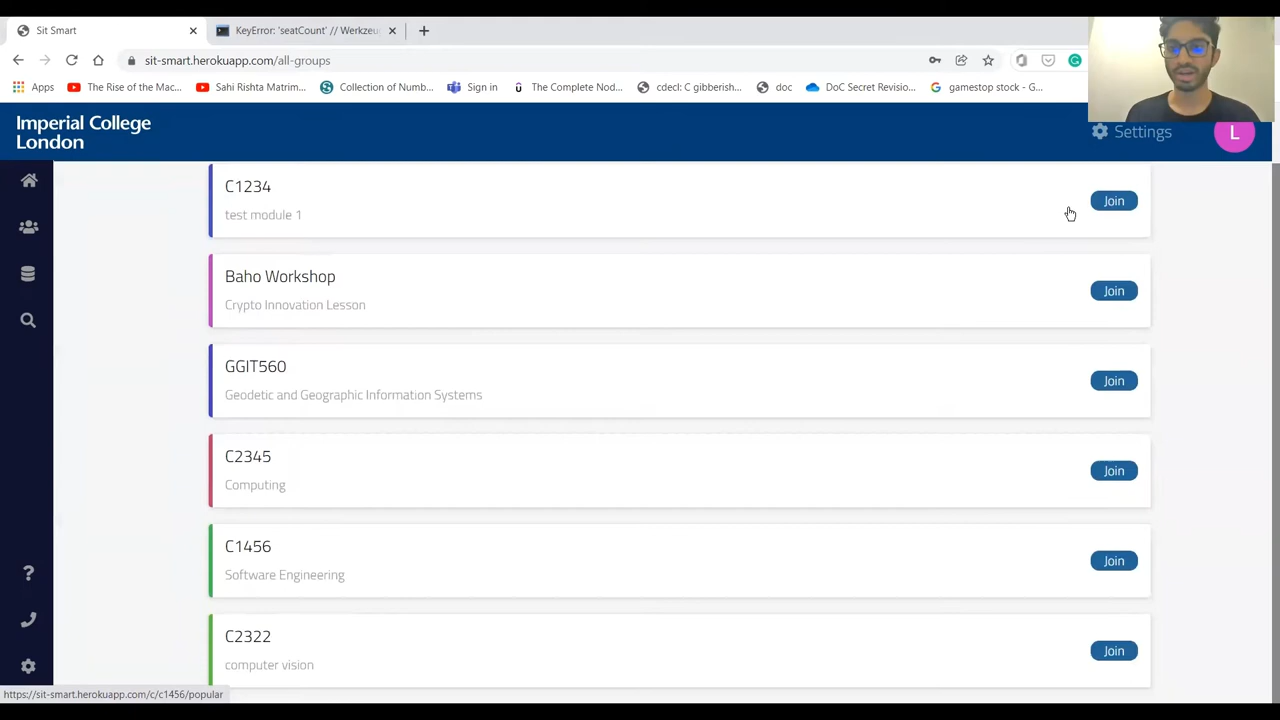 Sit Smart
KeyError: 'seatCount' // Werkzeu
sit-smart.herokuapp.com/all-groups
Apps
The Rise of the Mac...
Sahi Rishta Matrim...
Collection of Numb...
Sign in
The Complete Nod...
cdecl: C gibberish...
doc
DoC Secret Revisio...
gamestop stock - G...
Imperial College
London
Settings
L
C1234
test module 1
Join
Baho Workshop
Crypto Innovation Lesson
Join
GGIT560
Geodetic and Geographic Information Systems
Join
C2345
Computing
Join
C1456
Software Engineering
Join
C2322
computer vision
Join
https://sit-smart.herokuapp.com/c/c1456/popular